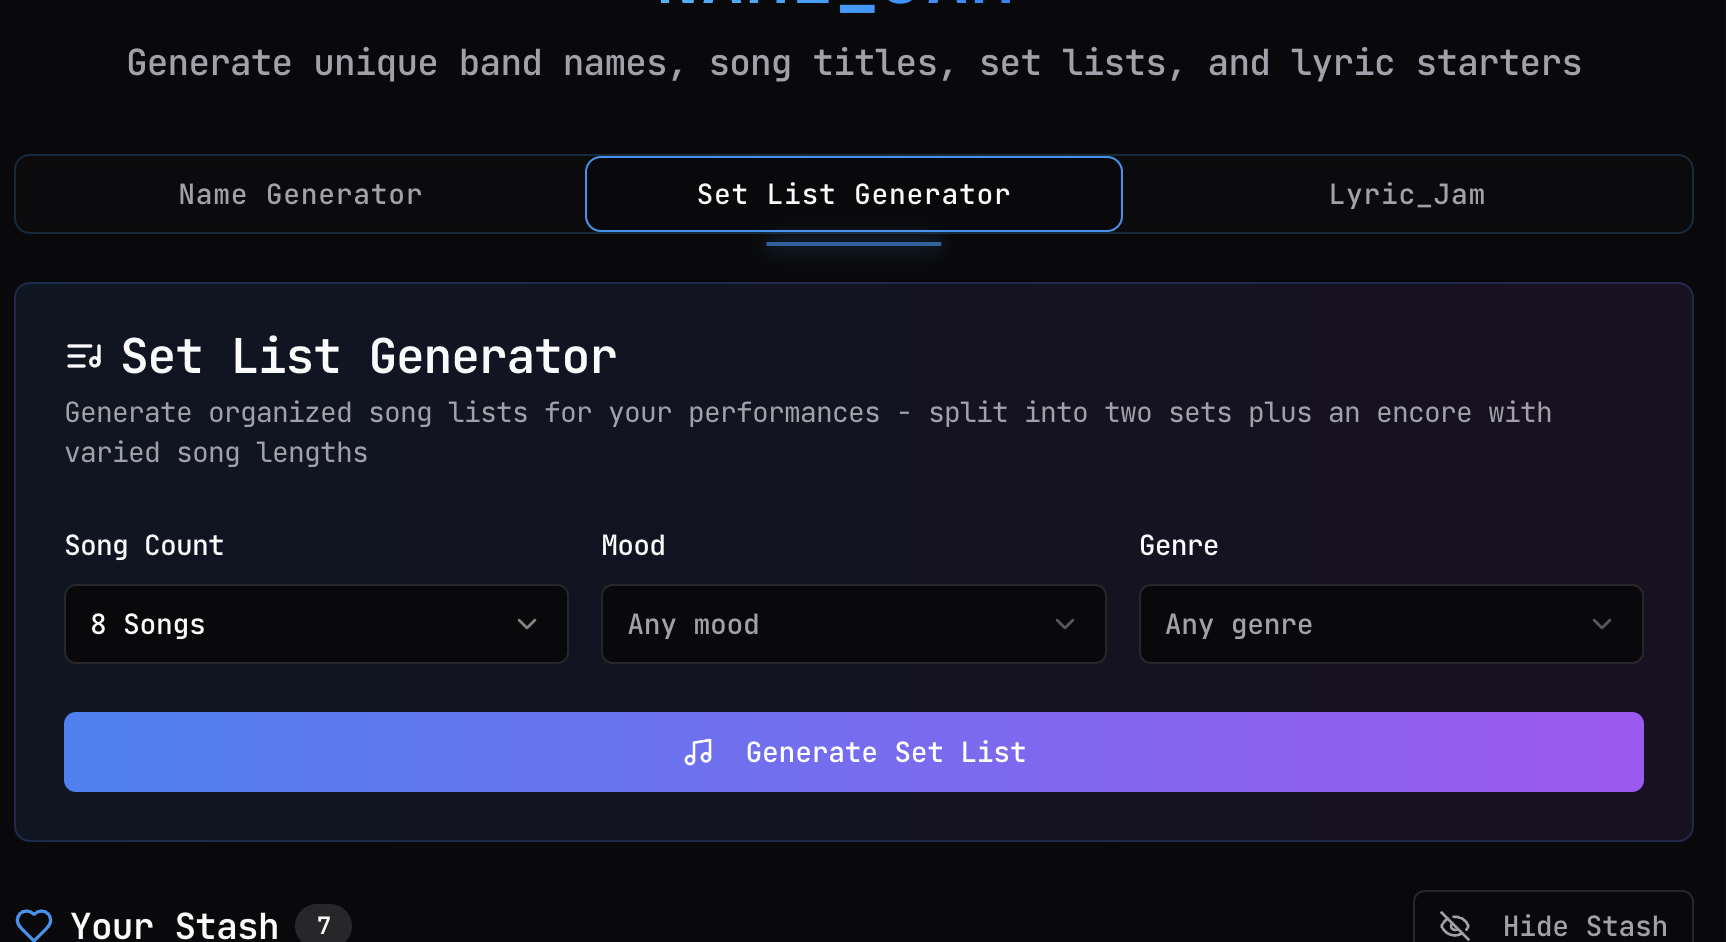 Generate unique band names, song titles, set lists, and lyric starters
Name Generator
Set List Generator
Lyric_Jam
Set List Generator
Generate organized song lists for your performances - split into two sets plus an encore with
varied song lengths
Song Count
Mood
Genre
8 Songs
Any mood
Any genre
Generate Set List
Your Stash 7
Hide Stash